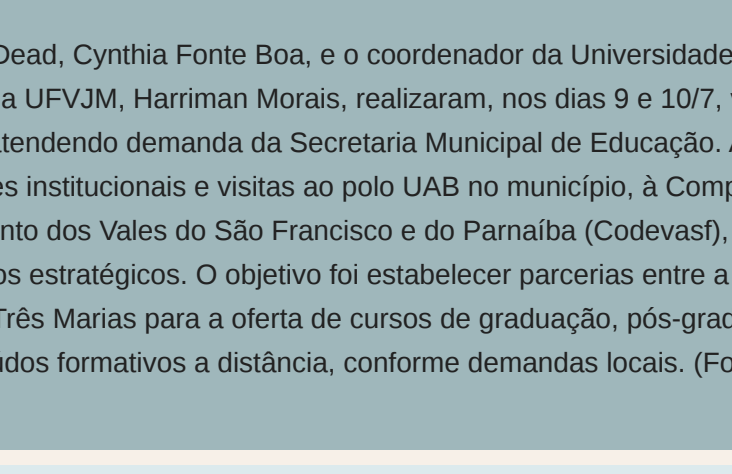 Dead, Cynthia Fonte Boa, e o coordenador da Universidade
a UFVJM, Harriman Morais, realizaram, nos dias 9 e 10/7,
atendendo demanda da Secretaria Municipal de Educação.
es institucionais e visitas ao polo UAB no município, à Comp
nto dos Vales do São Francisco e do Parnaíba (Codevasf),
os estratégicos. O objetivo foi estabelecer parcerias entre a
Três Marias para a oferta de cursos de graduação, pós-grad
udos formativos a distância, conforme demandas locais. (Fo